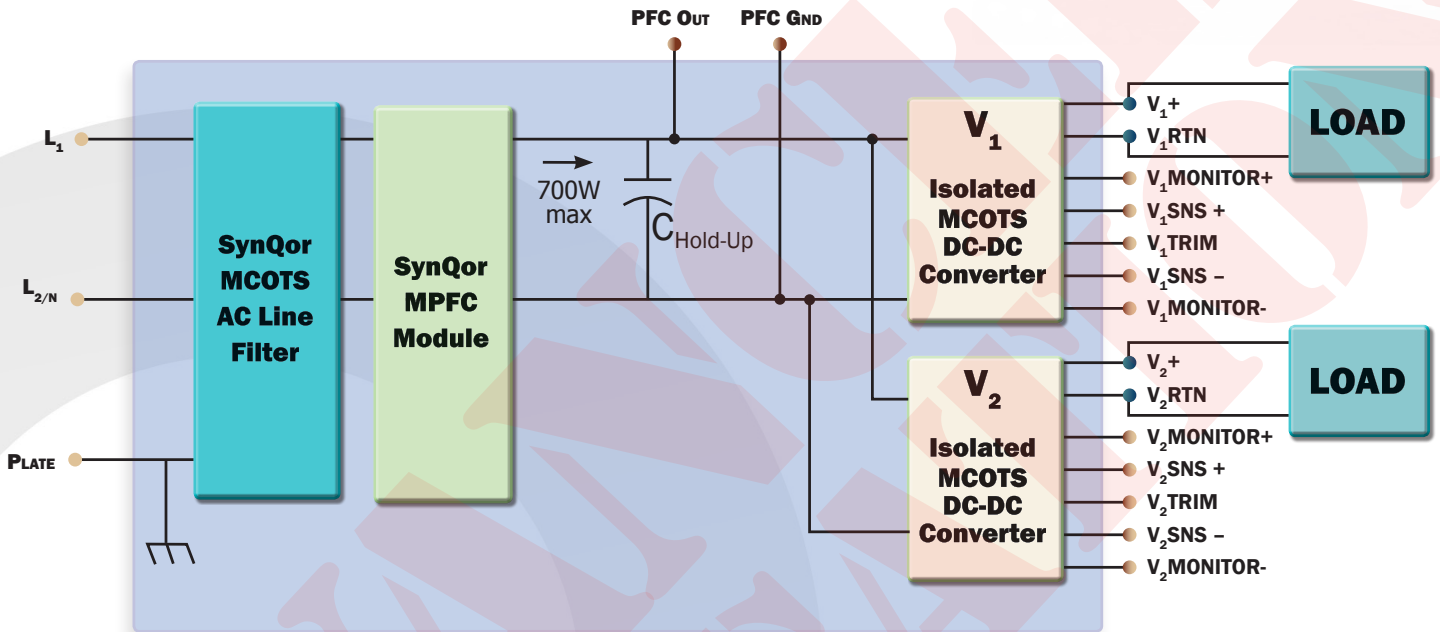 PFC OUT
PFC GND
L1
L2/N
PLATE
SynQor
MCOTS
AC Line
Filter
SynQor
MPFC
Module
700W
max
CHold-Up
V1
Isolated
MCOTS
DC-DC
Converter
V1+
V1RTN
V1MONITOR+
V1SNS +
V1TRIM
V1SNS –
V1MONITOR-
LOAD
V2
Isolated
MCOTS
DC-DC
Converter
V2+
V2RTN
V2MONITOR+
V2SNS +
V2TRIM
V2SNS –
V2MONITOR-
LOAD